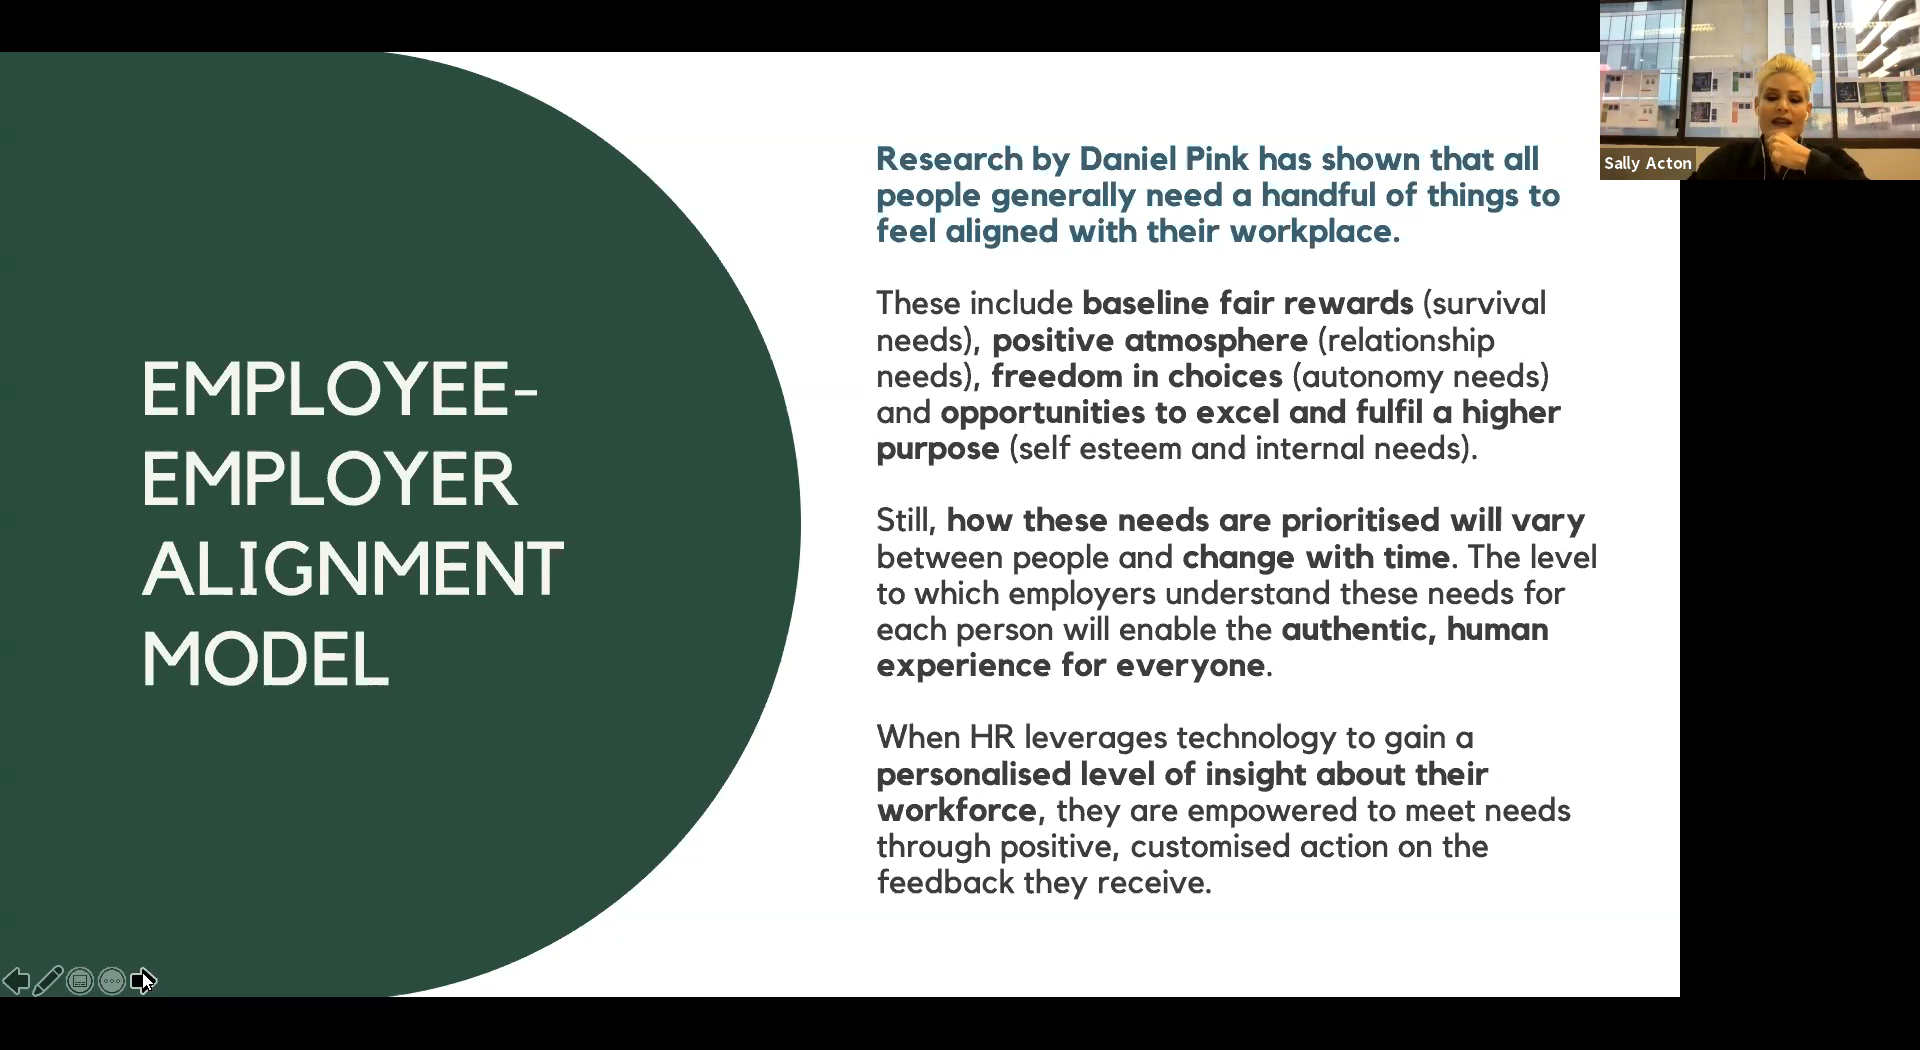 EMPLOYEE-
EMPLOYER
ALIGNMENT
MODEL
Research by Daniel Pink has shown that all
people generally need a handful of things to
feel aligned with their workplace.
These include baseline fair rewards (survival
needs), positive atmosphere (relationship
needs), freedom in choices (autonomy needs)
and opportunities to excel and fulfil a higher
purpose (self esteem and internal needs).
Still, how these needs are prioritised will vary
between people and change with time. The level
to which employers understand these needs for
each person will enable the authentic, human
experience for everyone.
When HR leverages technology to gain a
personalised level of insight about their
workforce, they are empowered to meet needs
through positive, customised action on the
feedback they receive.
Sally Acton